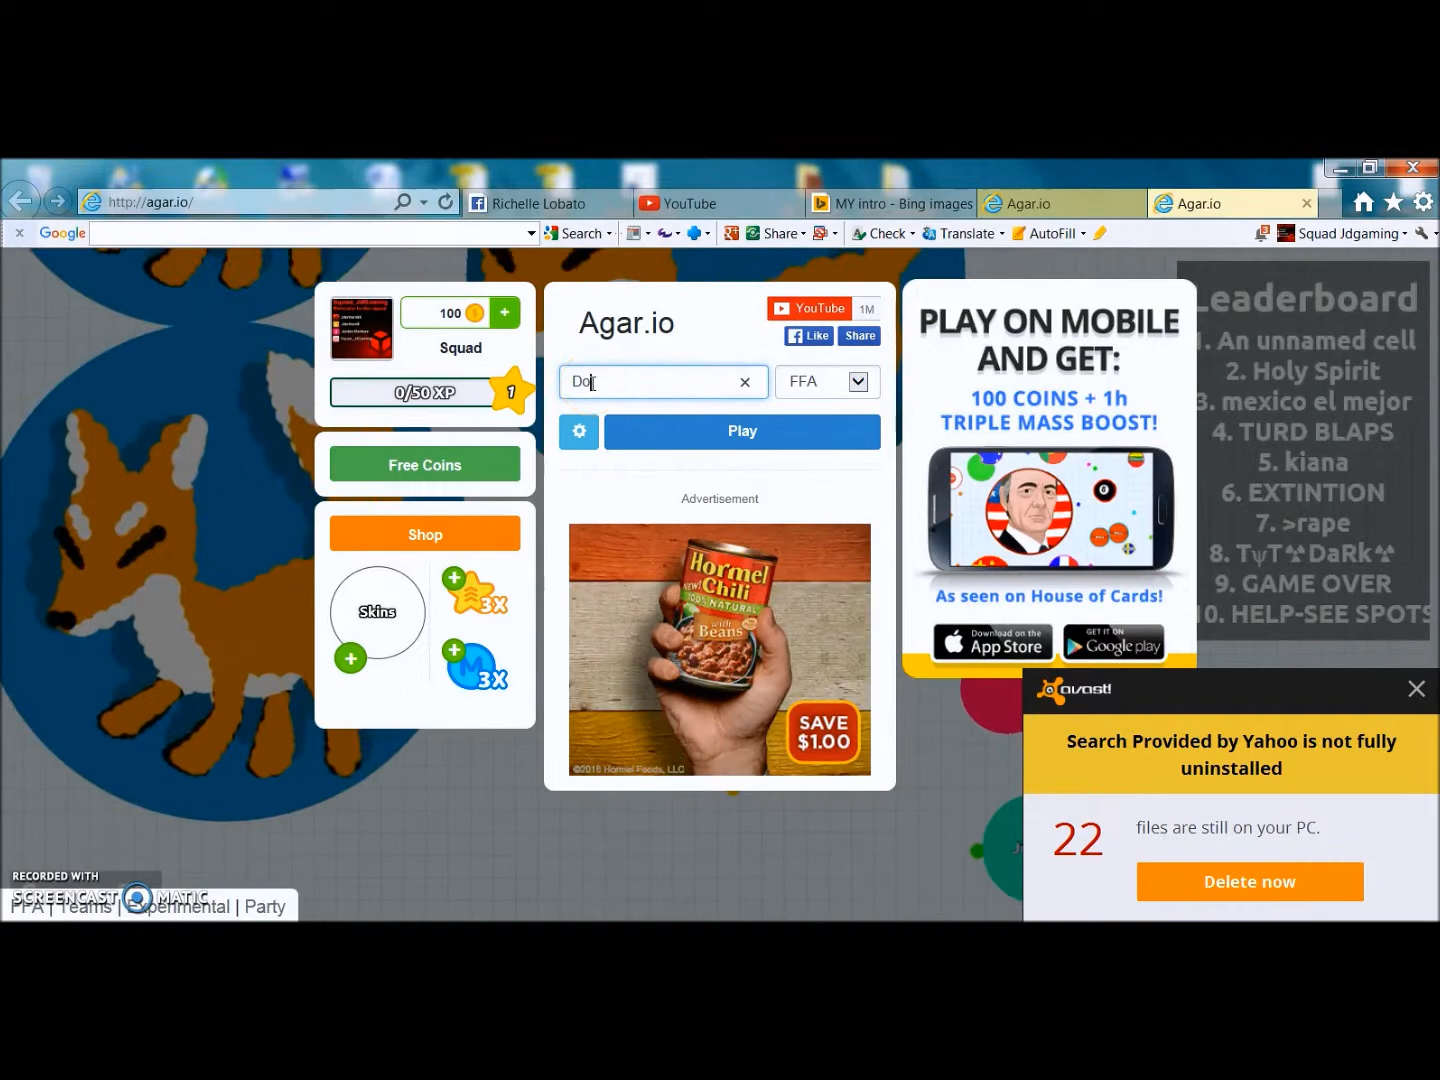 http://agar.io/
Richelle Lobato
YouTube
MY intro - Bing images
Agar.io
Agar.io
Google
Search
Share
Check
Translate
AutoFill
3
Squad Jdgaming
100
Squad
0/50 XP
1
Free Coins
Shop
Skins
3X
M
3X
Agar.io
YouTube
1M
Like
Share
Do
FFA
Play
Advertisement
Hormel
Chili
100% NATURAL
with
Beans
SAVE
$1.00
©2016 Hormel Foods, LLC
PLAY ON MOBILE
AND GET:
100 COINS + 1h
TRIPLE MASS BOOST!
8
As seen on House of Cards!
Download on the
App Store
GET IT ON
Google play
Leaderboard
1. An unnamed cell
2. Holy Spirit
3. mexico el mejor
4. TURD BLAPS
5. kiana
6. EXTINTION
7. >rape
8. TψT☢DaRk☢
9. GAME OVER
10. HELP-SEE SPOTS
avast!
Search Provided by Yahoo is not fully
uninstalled
22
files are still on your PC.
Delete now
RECORDED WITH
SCREENCAST MATIC
FFA | Teams | Experimental | Party